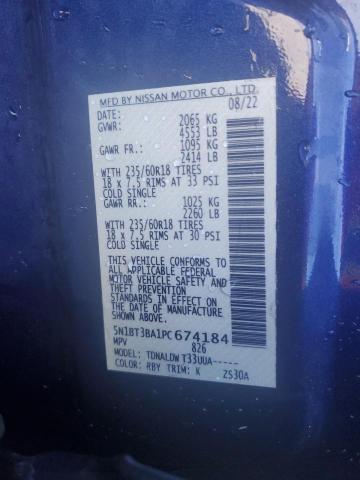 MFD BY NISSAN MOTOR CO., LTD.
DATE: 08/22
GVWR: 2065 KG
4553 LB
GAWR FR.: 1095 KG
2414 LB
WITH 235/60R18 TIRES
18 x 7.5 RIMS AT 33 PSI
COLD SINGLE
GAWR RR.: 1025 KG
2260 LB
WITH 235/60R18 TIRES
18 x 7.5 RIMS AT 30 PSI
COLD SINGLE
THIS VEHICLE CONFORMS TO
ALL APPLICABLE FEDERAL
MOTOR VEHICLE SAFETY,
BUMPER, AND THEFT
PREVENTION STANDARDS IN
EFFECT ON THE DATE OF
MANUFACTURE SHOWN ABOVE.
5N1BT3BA1PC674184
MPV 826
MODEL: TDNALDW T33UUA-----
COLOR: RBY TRIM: K ZS30A